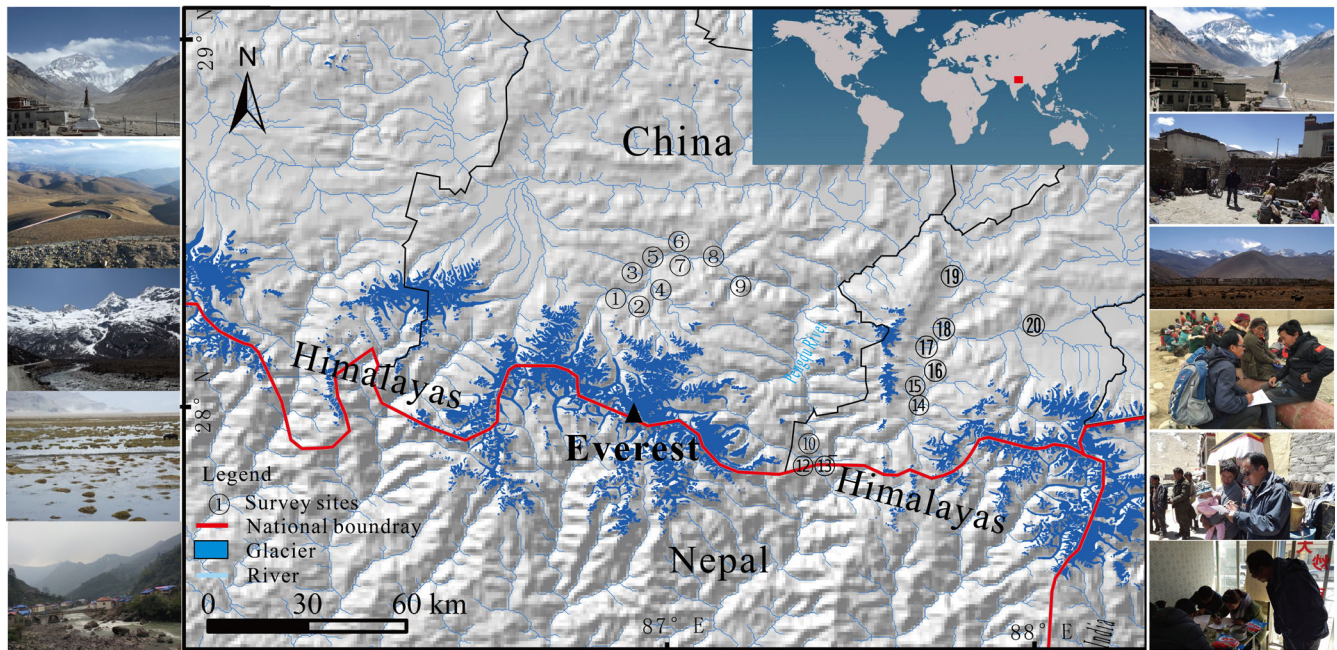 29° N
N
China
6
5
7
8
3
4
9
1
2
19
20
18
17
16
15
14
Pengqu River
Himalayas
28° N
Everest
10
12
13
Himalayas
Nepal
Legend
1 Survey sites
National boundray
Glacier
River
0 30 60 km
87° E
88° E
India